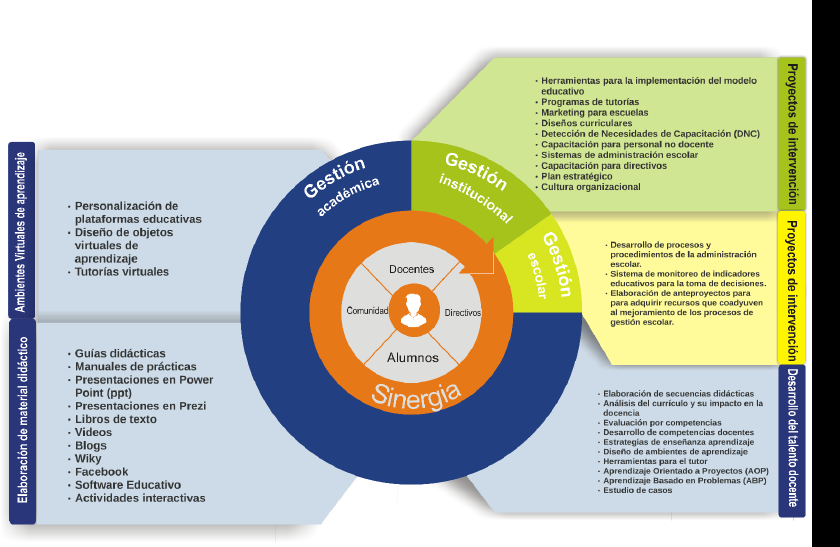 Ambientes Virtuales de aprendizaje
· Personalización de
plataformas educativas
· Diseño de objetos
virtuales de
aprendizaje
· Tutorías virtuales
Elaboración de material didáctico
· Guías didácticas
· Manuales de prácticas
· Presentaciones en Power
Point (ppt)
· Presentaciones en Prezi
· Libros de texto
· Videos
· Blogs
· Wiky
· Facebook
· Software Educativo
· Actividades interactivas
Gestión
académica
Gestión
institucional
Gestión
escolar
Docentes
Comunidad
Directivos
Alumnos
Sinergia
· Herramientas para la implementación del modelo
educativo
· Programas de tutorías
· Marketing para escuelas
· Diseños curriculares
· Detección de Necesidades de Capacitación (DNC)
· Capacitación para personal no docente
· Sistemas de administración escolar
· Capacitación para directivos
· Plan estratégico
· Cultura organizacional
Proyectos de intervención
· Desarrollo de procesos y
procedimientos de la administración
escolar.
· Sistema de monitoreo de indicadores
educativos para la toma de decisiones.
· Elaboración de anteproyectos para
para adquirir recursos que coadyuven
al mejoramiento de los procesos de
gestión escolar.
Proyectos de intervención
· Elaboración de secuencias didácticas
· Análisis del currículo y su impacto en la
docencia
· Evaluación por competencias
· Desarrollo de competencias docentes
· Estrategias de enseñanza aprendizaje
· Diseño de ambientes de aprendizaje
· Herramientas para el tutor
· Aprendizaje Orientado a Proyectos (AOP)
· Aprendizaje Basado en Problemas (ABP)
· Estudio de casos
Desarrollo del talento docente